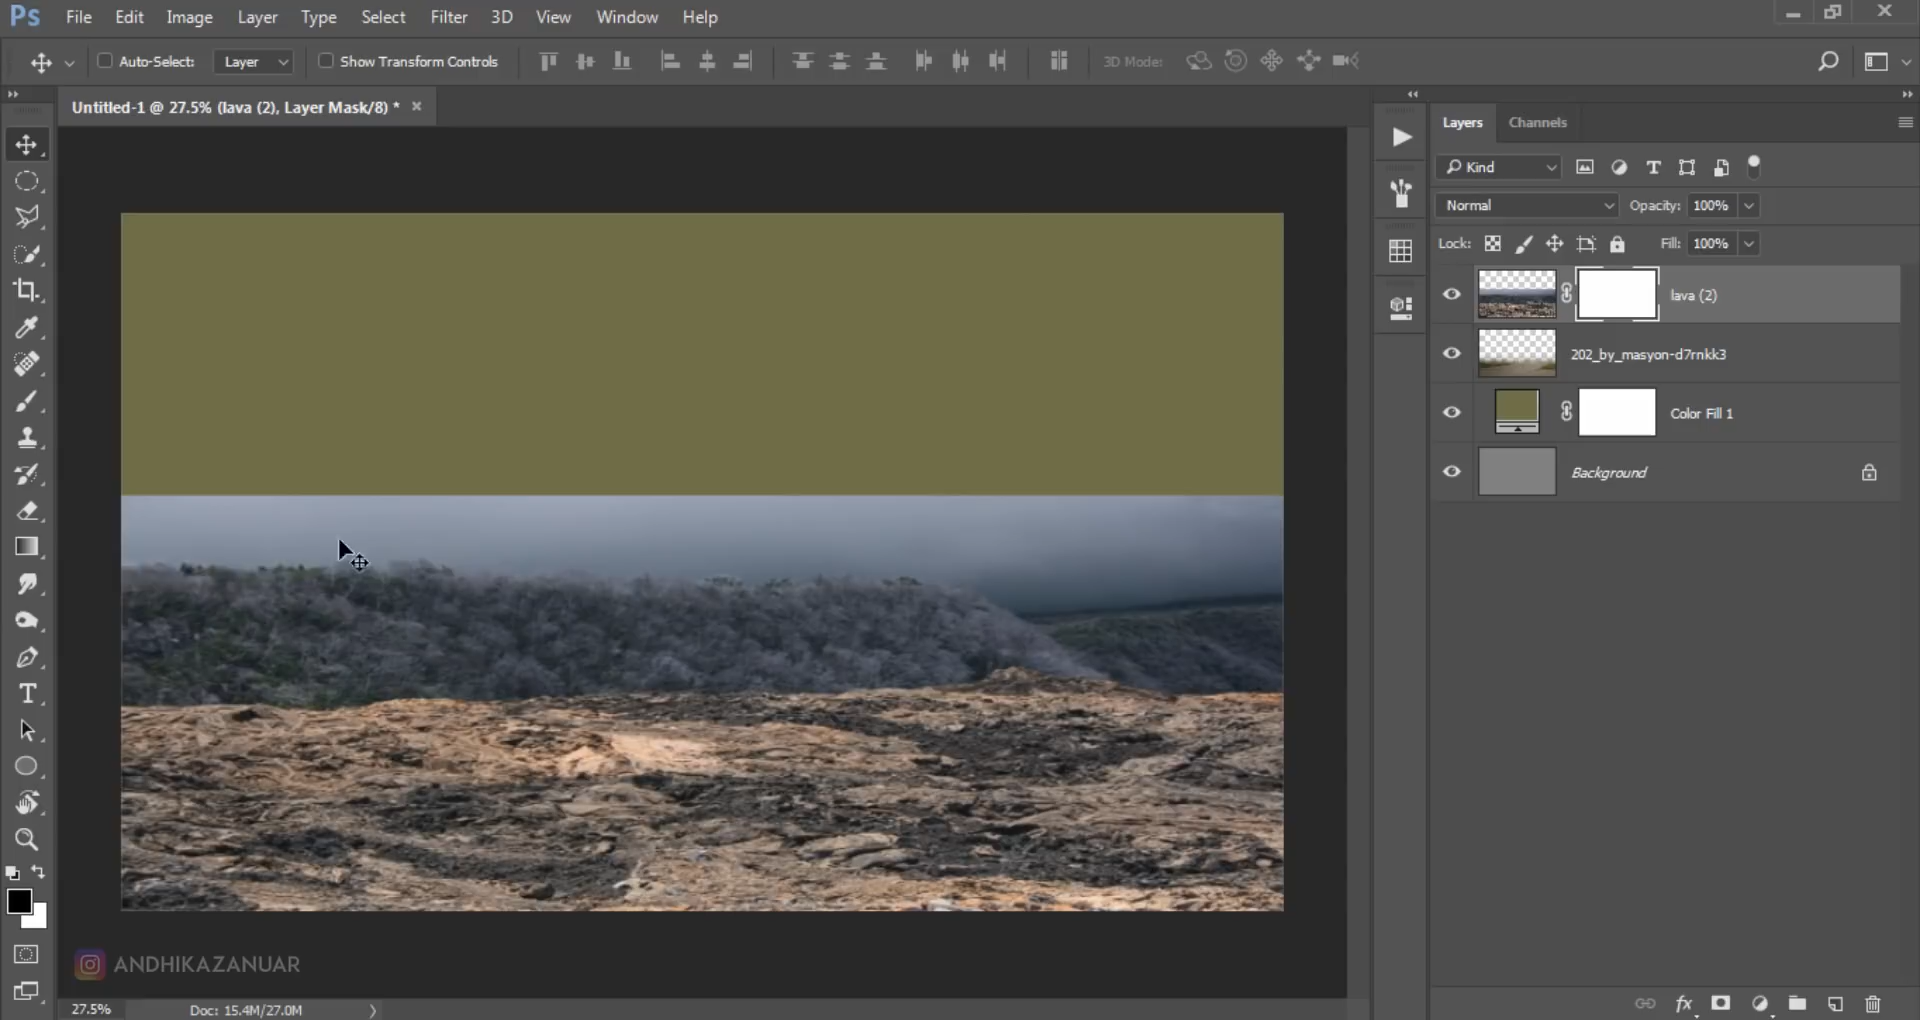 Ps File Edit Image Layer Type Select Filter 3D View Window Help
Auto-Select: Layer Show Transform Controls 3D Mode:
Untitled-1 @ 27.5% (lava (2), Layer Mask/8) *
Layers Channels
Kind
Normal Opacity: 100%
Lock: Fill: 100%
lava (2)
202_by_masyon-d7rnkk3
Color Fill 1
Background
ANDHIKAZANUAR
27.5% Doc: 15.4M/27.0M
fx